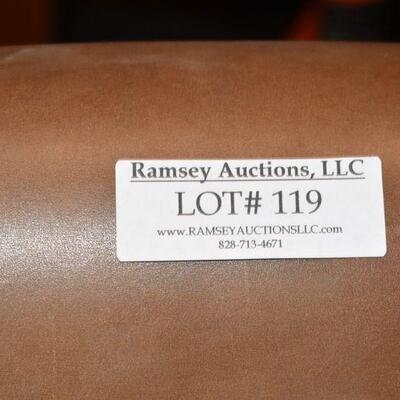 Ramsey Auctions, LLC
LOT# 119
www.RAMSEYAUCTIONSLLC.com
828-713-4671